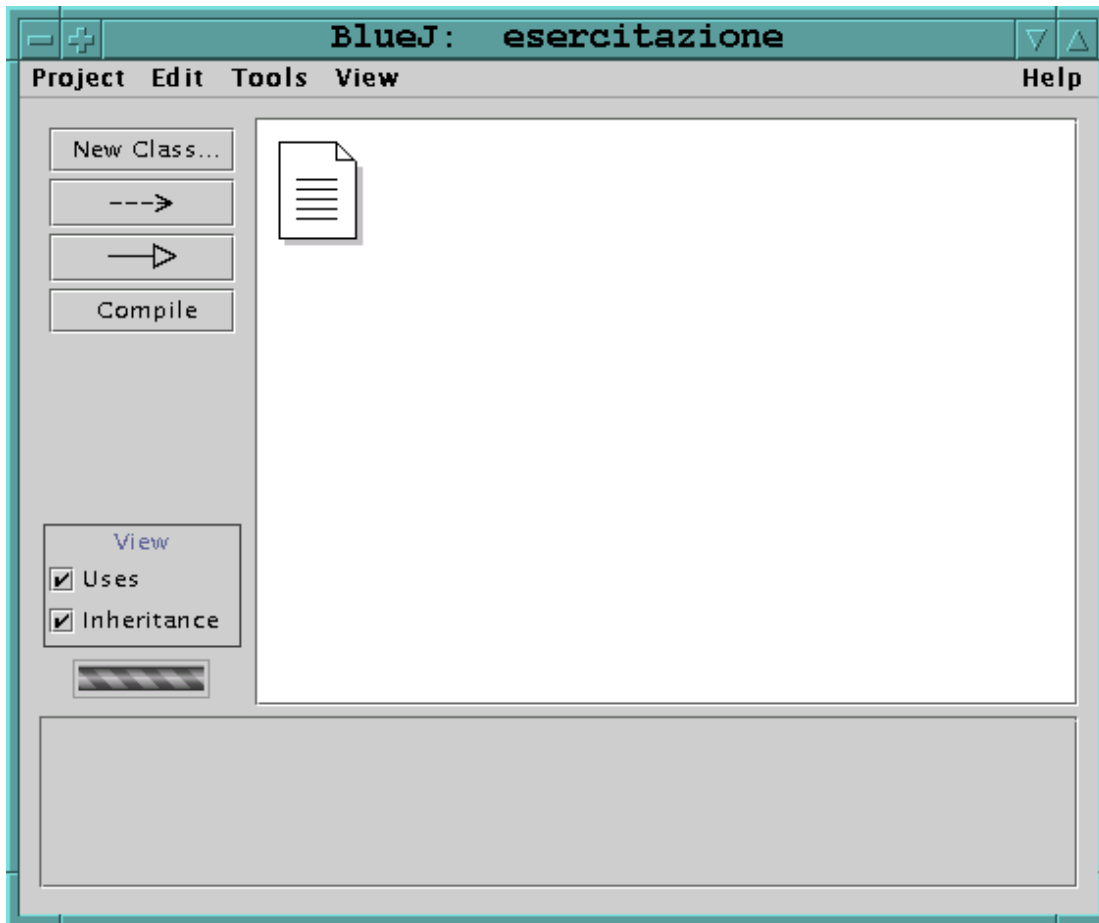 BlueJ: esercitazione
Project Edit Tools View Help
New Class...
Compile
View
Uses
Inheritance